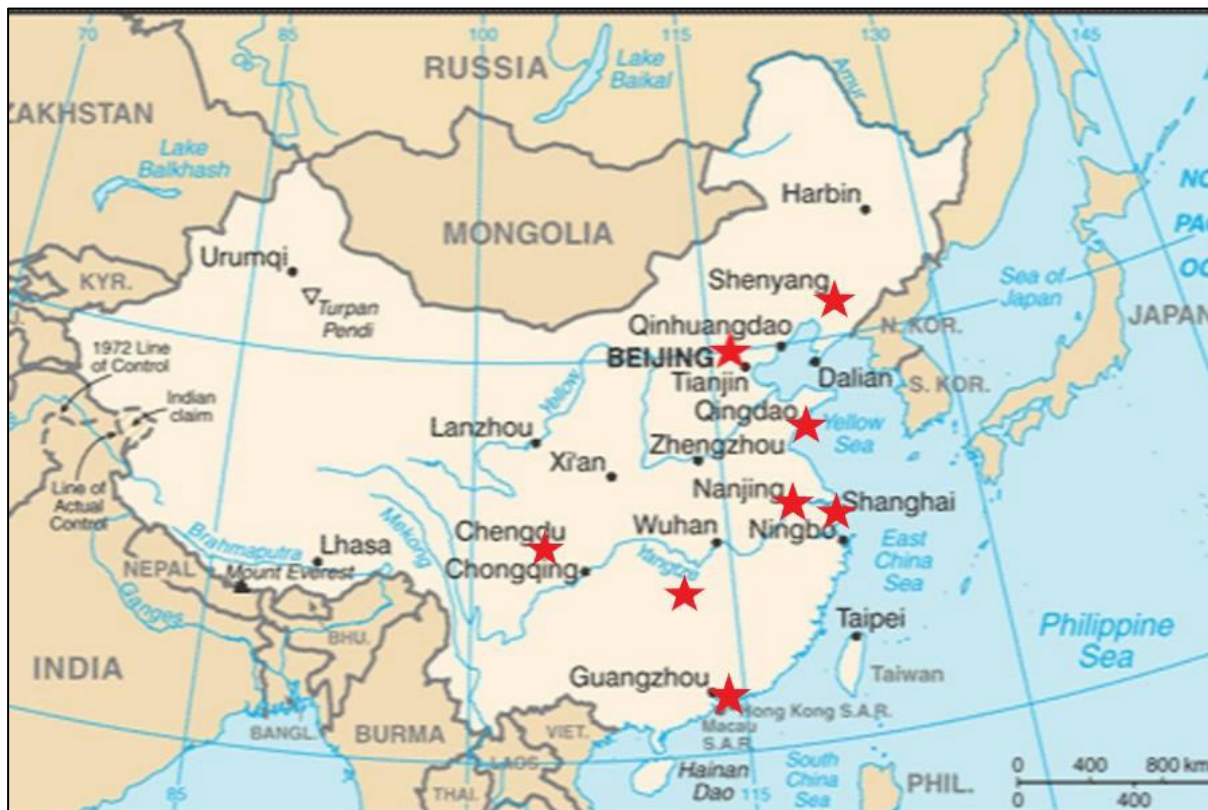 70
85
100
115
130
145
RUSSIA
Lake
Baikal
Amur
Ob'
ZAKHSTAN
Lake
Balkhash
MONGOLIA
Harbin
NO
PAC
OC
Urumqi
Turpan
Pendi
KYR.
Shenyang
Sea of
Japan
JAPAN
N. KOR.
S. KOR.
Qinhuangdao
BEIJING
Tianjin
Dalian
1972 Line
of Control
Indian
claim
Line of
Actual
Control
Yellow
Lanzhou
Qingdao
Yellow
Sea
Zhengzhou
Xi'an
Nanjing
Shanghai
Wuhan
Ningbo
East
China
Sea
Chengdu
Chongqing
Yangtze
Mekong
Brahmaputra
Lhasa
NEPAL
Mount Everest
Ganges
BHU.
INDIA
Taipei
Taiwan
Philippine
Sea
Guangzhou
Hong Kong S.A.R.
Macau
S.A.R.
BANGL.
BURMA
VIET.
LAOS
THAI.
Hainan
Dao
South
China
Sea
PHIL.
0 400 800 km
0 400
85
115